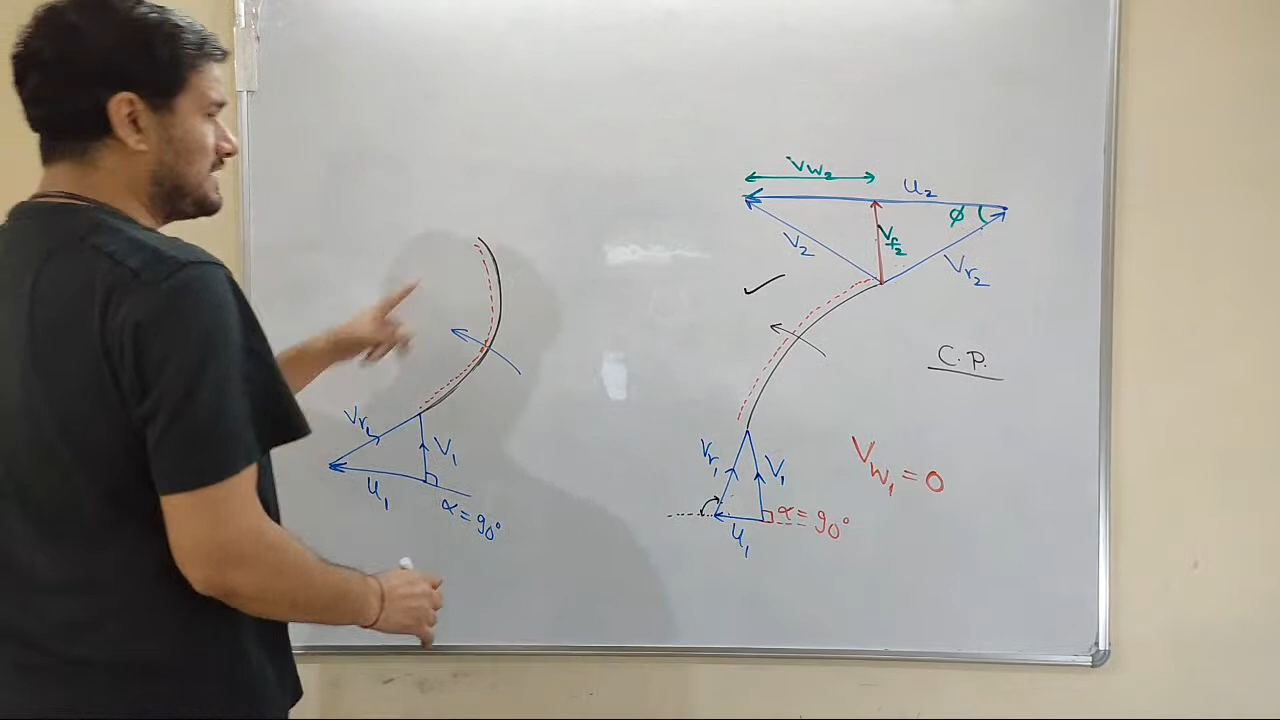 Vr₁
V₁
u₁
α = 90°
Vw₂
u₂
φ
V₂
Vf₂
Vr₂
C.P.
Vr₁
V₁
Vw₁ = 0
u₁
α = 90°